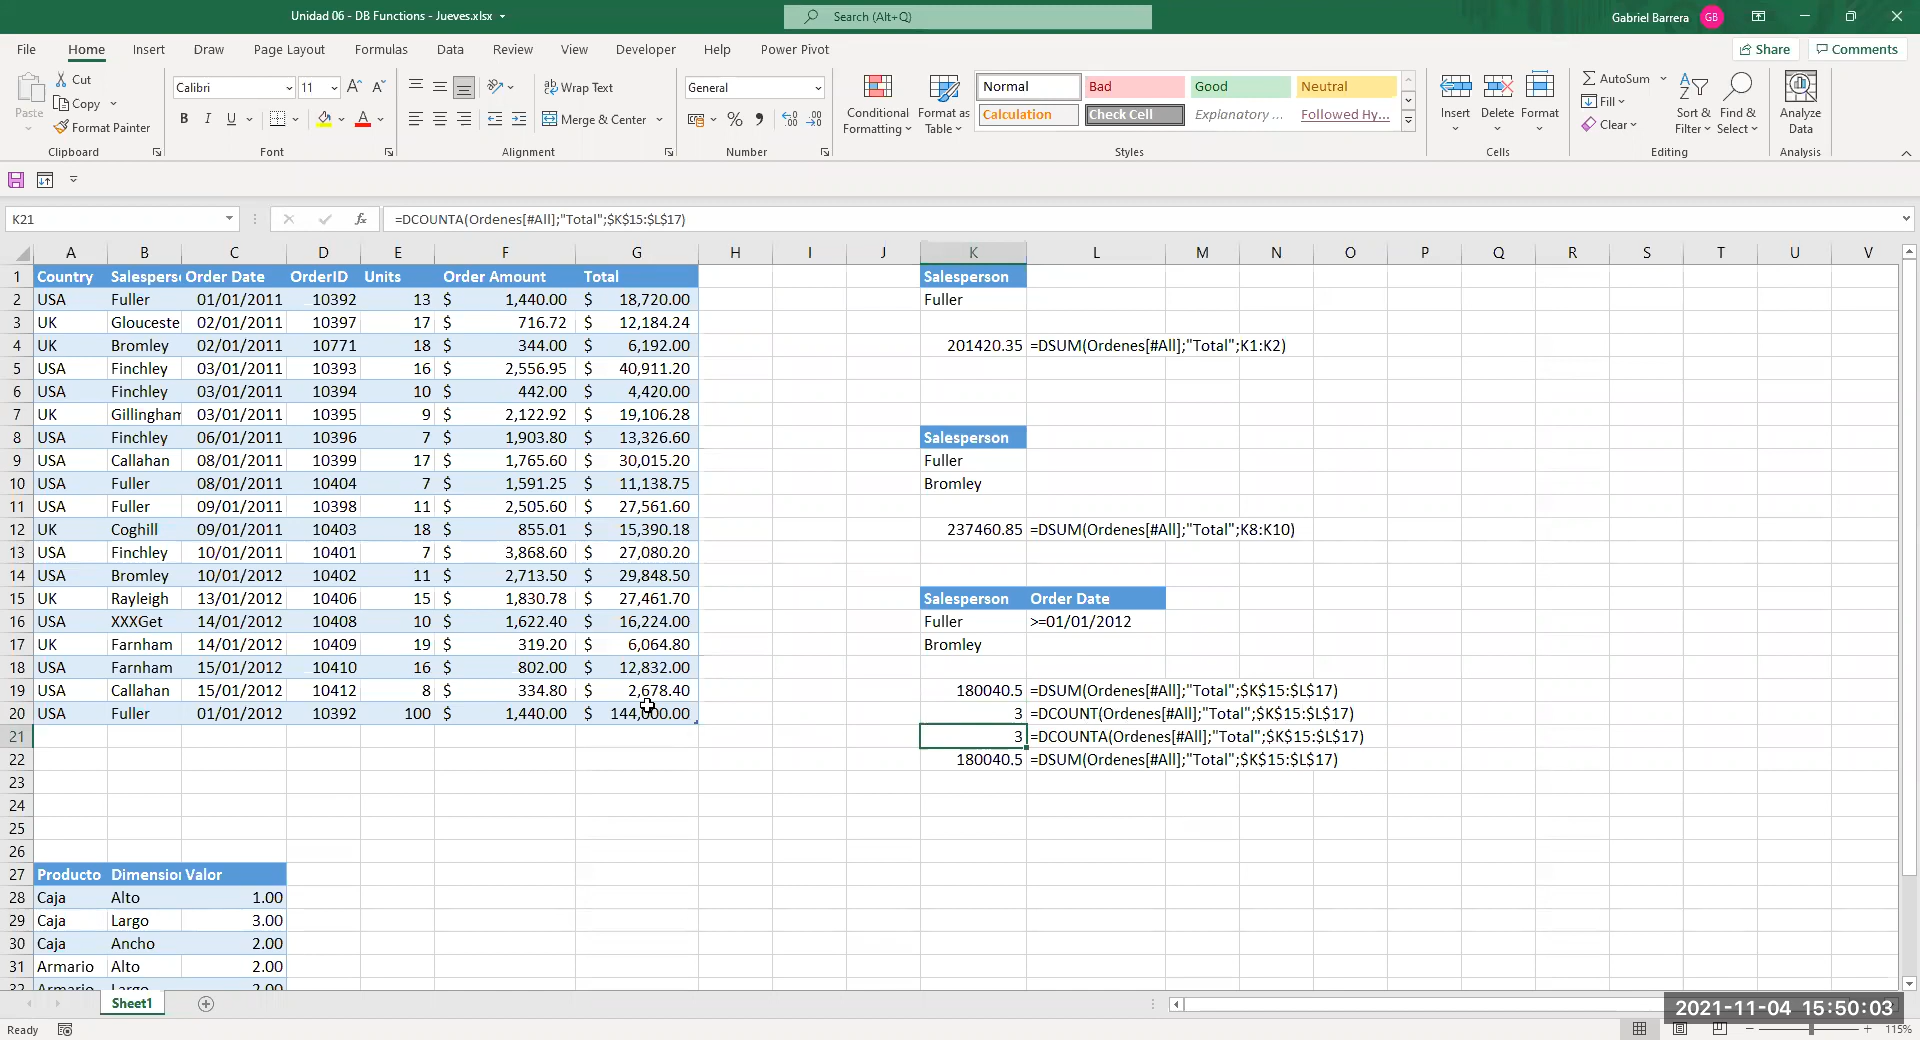 Unidad 06 - DB Functions - Jueves.xlsx
Search (Alt+Q)
Gabriel Barrera GB
File Home Insert Draw Page Layout Formulas Data Review View Developer Help Power Pivot Share Comments
Paste Cut Copy Format Painter Clipboard
Calibri 11 B I U A A A Font
ab Wrap Text Merge & Center Alignment
General % Number
Conditional Formatting Format as Table
Normal Bad Good Neutral
Calculation Check Cell Explanatory ... Followed Hy...
Styles
Insert Delete Format Cells
AutoSum Fill Clear Sort & Filter Find & Select Editing
Analyze Data Analysis
K21 fx =DCOUNTA(Ordenes[#All];"Total";$K$15:$L$17)
A B C D E F G H I J K L M N O P Q R S T U V
1 Country Salesperso Order Date OrderID Units Order Amount Total Salesperson
2 USA Fuller 01/01/2011 10392 13 $ 1,440.00 $ 18,720.00 Fuller
3 UK Glouceste 02/01/2011 10397 17 $ 716.72 $ 12,184.24
4 UK Bromley 02/01/2011 10771 18 $ 344.00 $ 6,192.00 201420.35 =DSUM(Ordenes[#All];"Total";K1:K2)
5 USA Finchley 03/01/2011 10393 16 $ 2,556.95 $ 40,911.20
6 USA Finchley 03/01/2011 10394 10 $ 442.00 $ 4,420.00
7 UK Gillingham 03/01/2011 10395 9 $ 2,122.92 $ 19,106.28
8 USA Finchley 06/01/2011 10396 7 $ 1,903.80 $ 13,326.60 Salesperson
9 USA Callahan 08/01/2011 10399 17 $ 1,765.60 $ 30,015.20 Fuller
10 USA Fuller 08/01/2011 10404 7 $ 1,591.25 $ 11,138.75 Bromley
11 USA Fuller 09/01/2011 10398 11 $ 2,505.60 $ 27,561.60
12 UK Coghill 09/01/2011 10403 18 $ 855.01 $ 15,390.18 237460.85 =DSUM(Ordenes[#All];"Total";K8:K10)
13 USA Finchley 10/01/2011 10401 7 $ 3,868.60 $ 27,080.20
14 USA Bromley 10/01/2012 10402 11 $ 2,713.50 $ 29,848.50
15 UK Rayleigh 13/01/2012 10406 15 $ 1,830.78 $ 27,461.70 Salesperson Order Date
16 USA XXXGet 14/01/2012 10408 10 $ 1,622.40 $ 16,224.00 Fuller >=01/01/2012
17 UK Farnham 14/01/2012 10409 19 $ 319.20 $ 6,064.80 Bromley
18 USA Farnham 15/01/2012 10410 16 $ 802.00 $ 12,832.00
19 USA Callahan 15/01/2012 10412 8 $ 334.80 $ 2,678.40 180040.5 =DSUM(Ordenes[#All];"Total";$K$15:$L$17)
20 USA Fuller 01/01/2012 10392 100 $ 1,440.00 $ 144,000.00 3 =DCOUNT(Ordenes[#All];"Total";$K$15:$L$17)
21 3 =DCOUNTA(Ordenes[#All];"Total";$K$15:$L$17)
22 180040.5 =DSUM(Ordenes[#All];"Total";$K$15:$L$17)
23
24
25
26
27 Producto Dimensio Valor
28 Caja Alto 1.00
29 Caja Largo 3.00
30 Caja Ancho 2.00
31 Armario Alto 2.00
32 Armario Largo 2.00
Sheet1
2021-11-04 15:50:03
Ready 115%